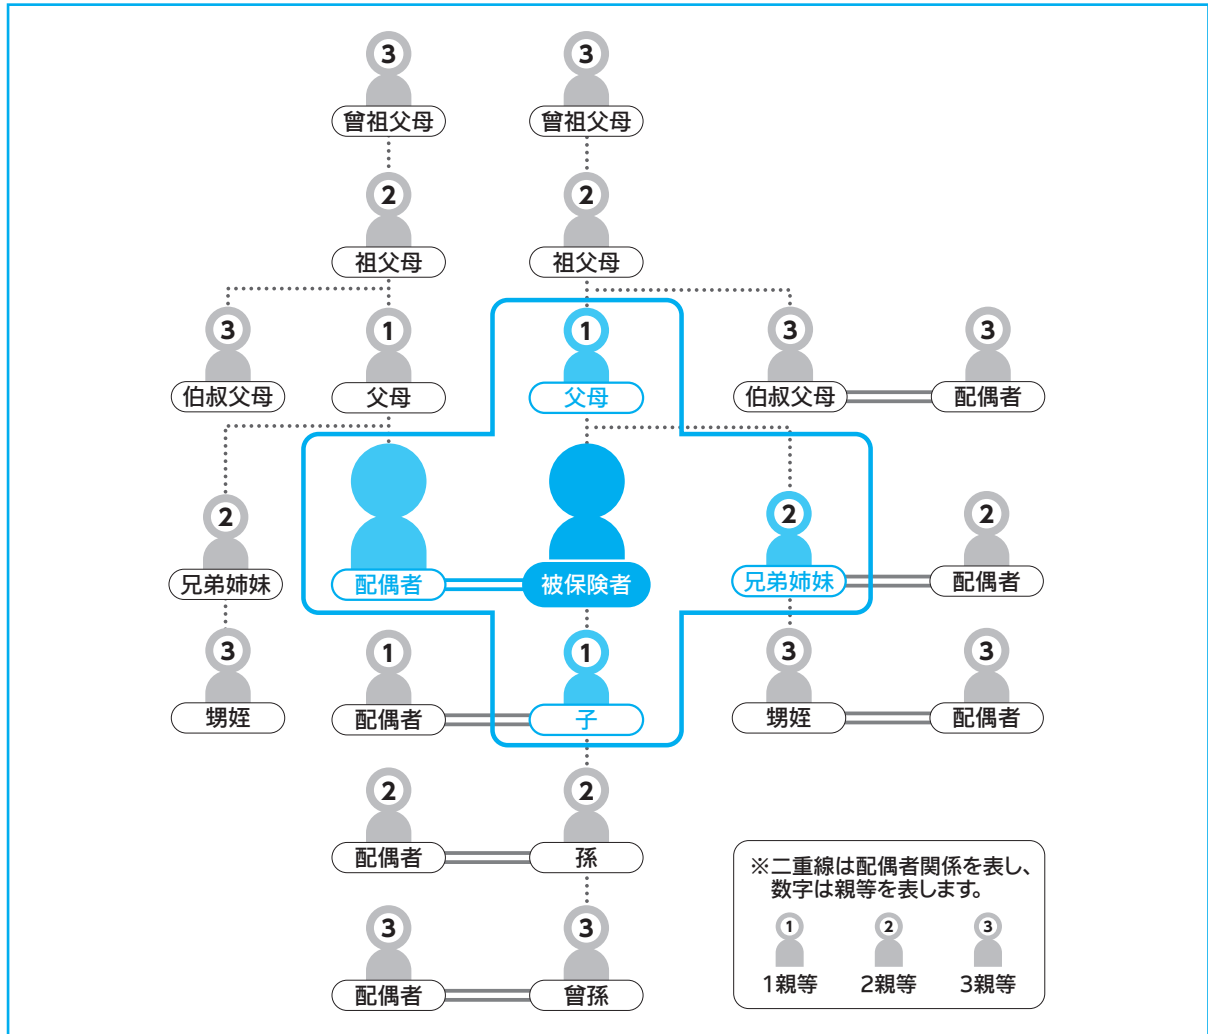 3
3
曾祖父母
曾祖父母
2
2
祖父母
祖父母
3
1
1
3
3
伯叔父母
父母
父母
伯叔父母
配偶者
2
2
2
兄弟姉妹
配偶者
被保険者
兄弟姉妹
配偶者
3
1
1
3
3
甥姪
配偶者
子
甥姪
配偶者
2
2
配偶者
孫
3
3
配偶者
曾孫
※二重線は配偶者関係を表し、
数字は親等を表します。
1
2
3
1親等
2親等
3親等